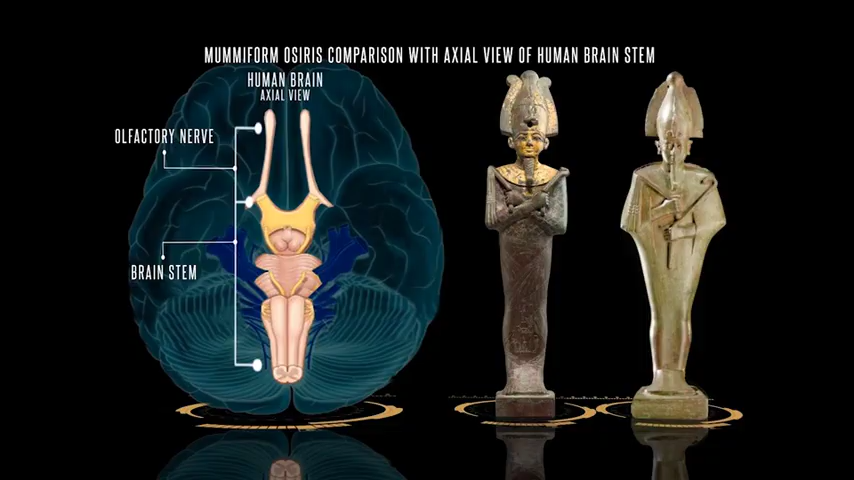 MUMMIFORM OSIRIS COMPARISON WITH AXIAL VIEW OF HUMAN BRAIN STEM
HUMAN BRAIN
AXIAL VIEW
OLFACTORY NERVE
BRAIN STEM